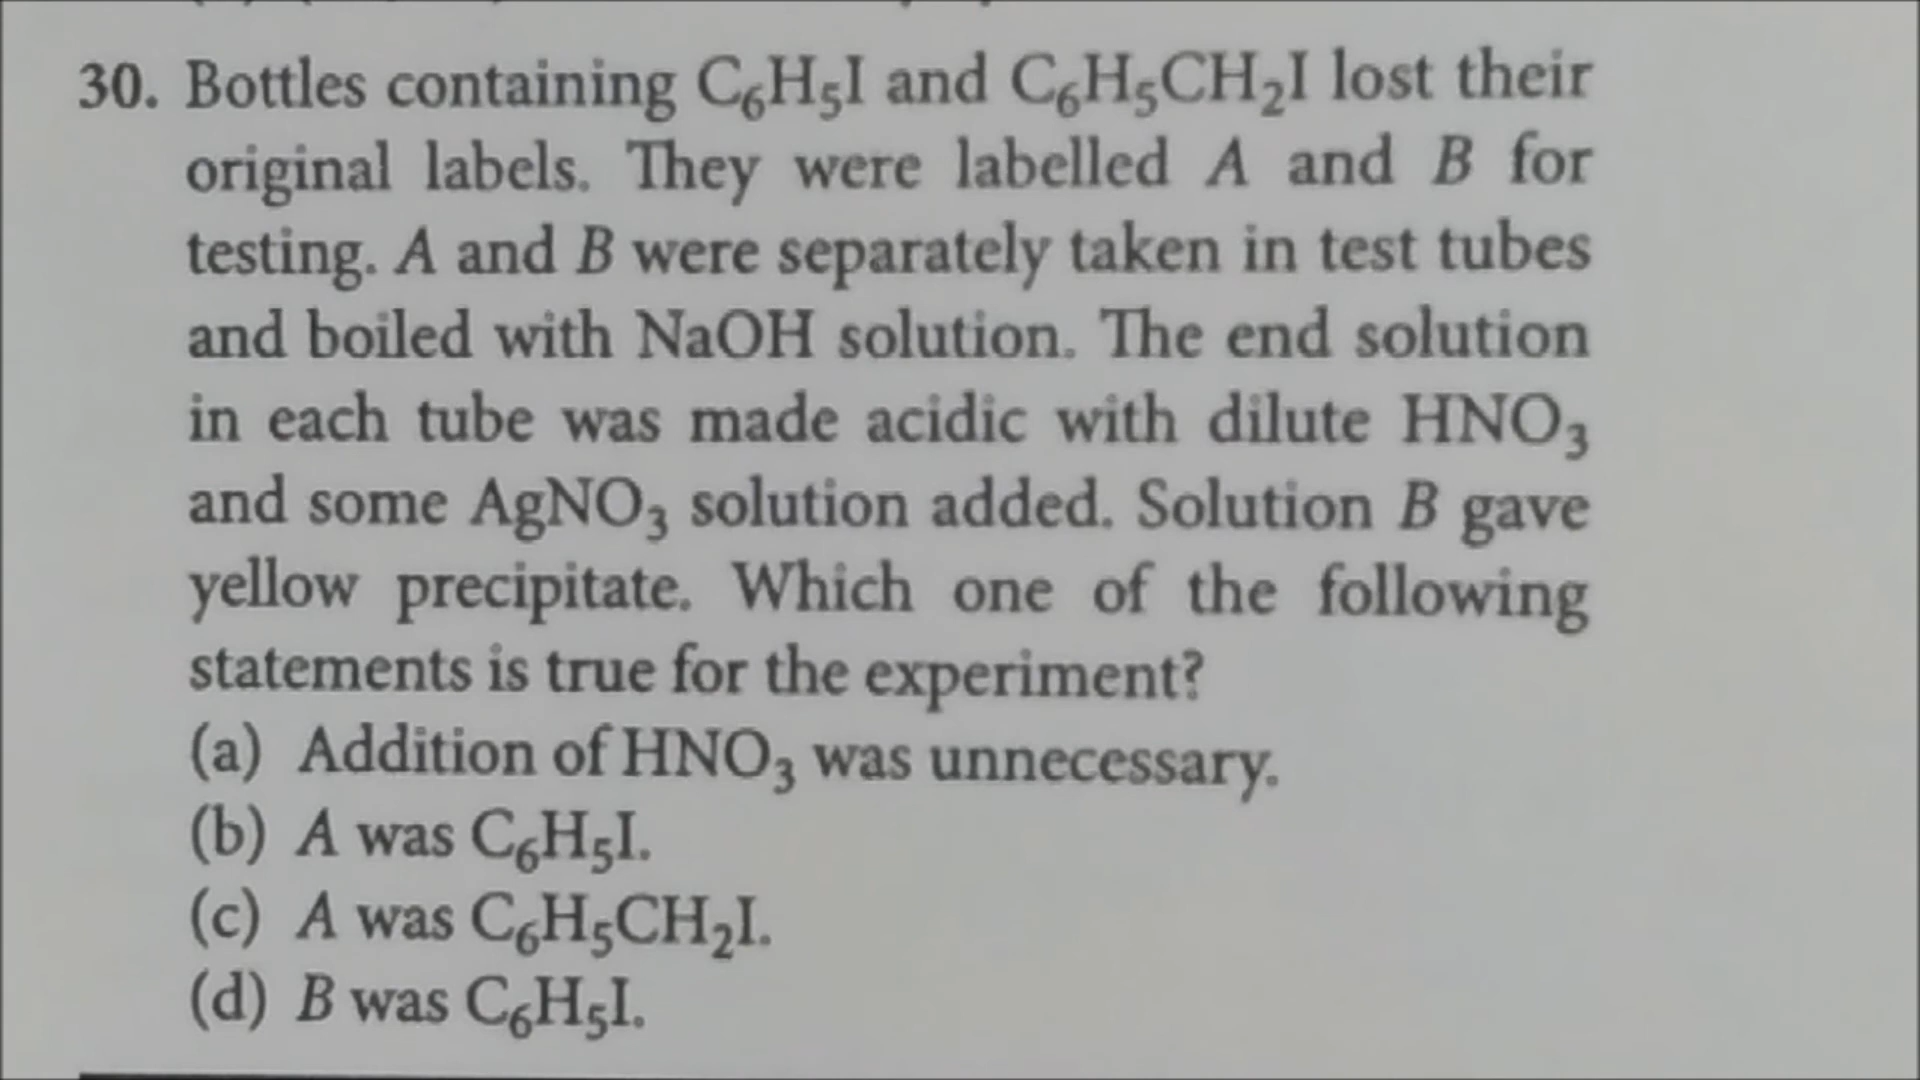 30. Bottles containing C₆H₅I and C₆H₅CH₂I lost their
original labels. They were labelled A and B for
testing. A and B were separately taken in test tubes
and boiled with NaOH solution. The end solution
in each tube was made acidic with dilute HNO₃
and some AgNO₃ solution added. Solution B gave
yellow precipitate. Which one of the following
statements is true for the experiment?
(a) Addition of HNO₃ was unnecessary.
(b) A was C₆H₅I.
(c) A was C₆H₅CH₂I.
(d) B was C₆H₅I.